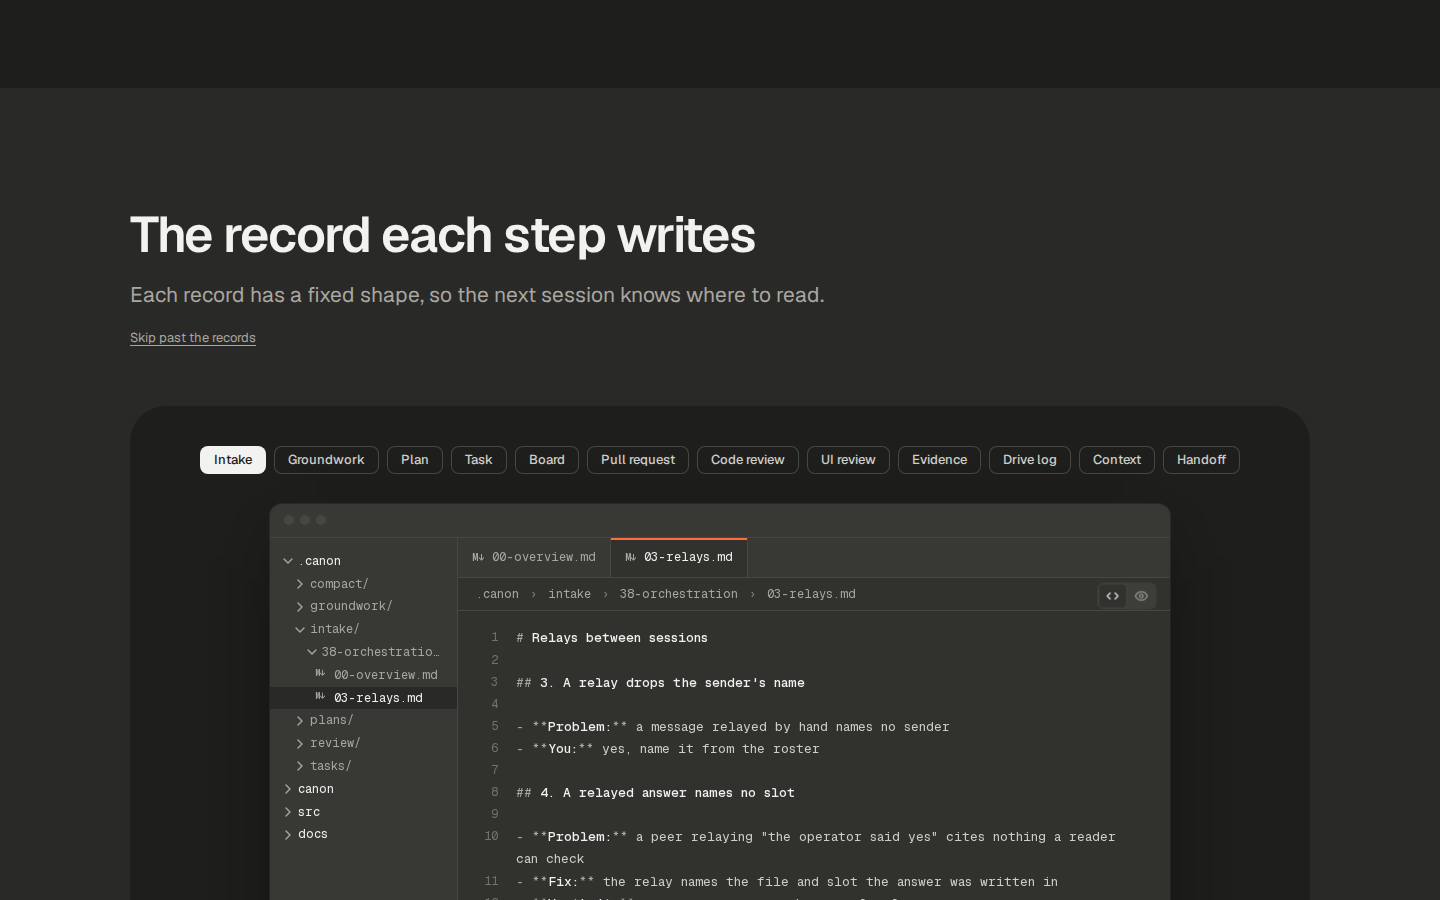 The record each step writes
Each record has a fixed shape, so the next session knows where to read.
Skip past the records
Intake Groundwork Plan Task Board Pull request Code review UI review Evidence Drive log Context Handoff
.canon
compact/
groundwork/
intake/
38-orchestratio…
M↓ 00-overview.md
M↓ 03-relays.md
plans/
review/
tasks/
canon
src
docs
M↓ 00-overview.md M↓ 03-relays.md
.canon › intake › 38-orchestration › 03-relays.md
1 # Relays between sessions
2
3 ## 3. A relay drops the sender's name
4
5 - **Problem:** a message relayed by hand names no sender
6 - **You:** yes, name it from the roster
7
8 ## 4. A relayed answer names no slot
9
10 - **Problem:** a peer relaying "the operator said yes" cites nothing a reader
can check
11 - **Fix:** the relay names the file and slot the answer was written in